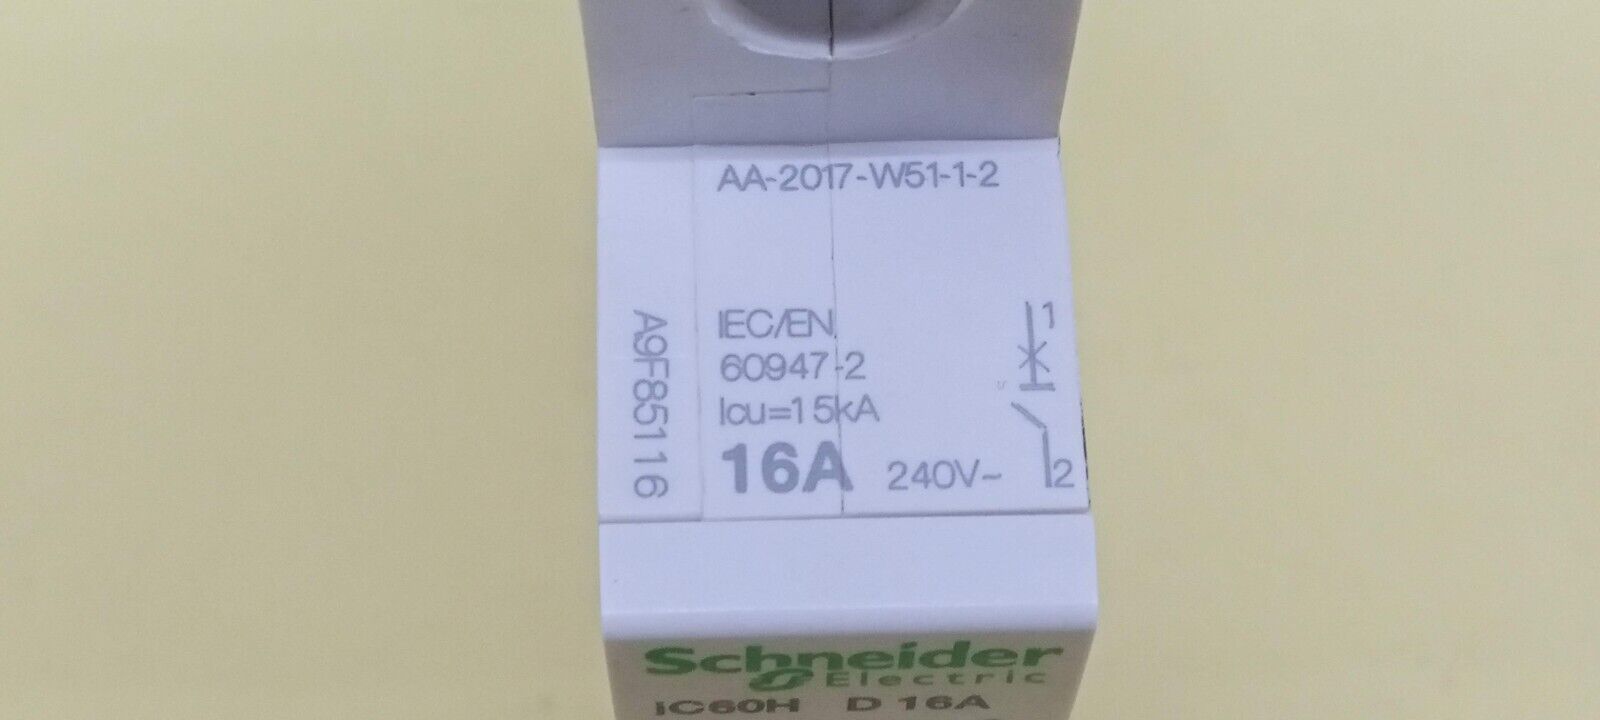 AA-2017-W51-1-2
A9F85116
IEC/EN
60947-2
Icu=15kA
16A 240V~
1
2
Schneider
Electric
iC60H D 16A